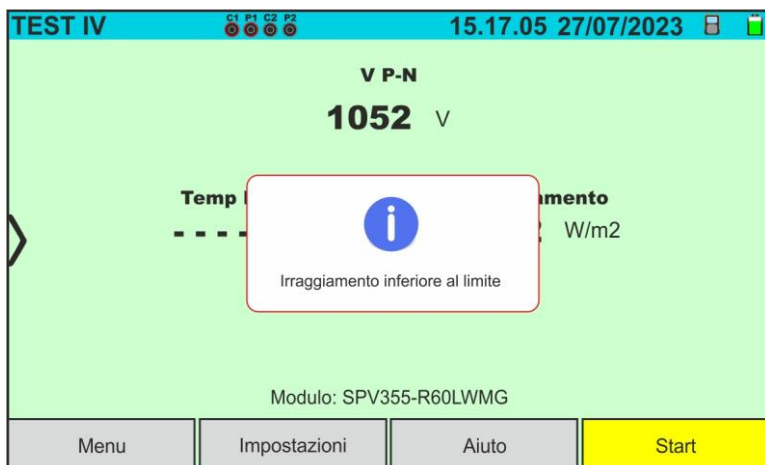 TEST IV C1 P1 C2 P2 15.17.05 27/07/2023
V P-N
1052 V
Temp
- - - - W/m2
Irraggiamento inferiore al limite
Modulo: SPV355-R60LWMG
Menu Impostazioni Aiuto Start